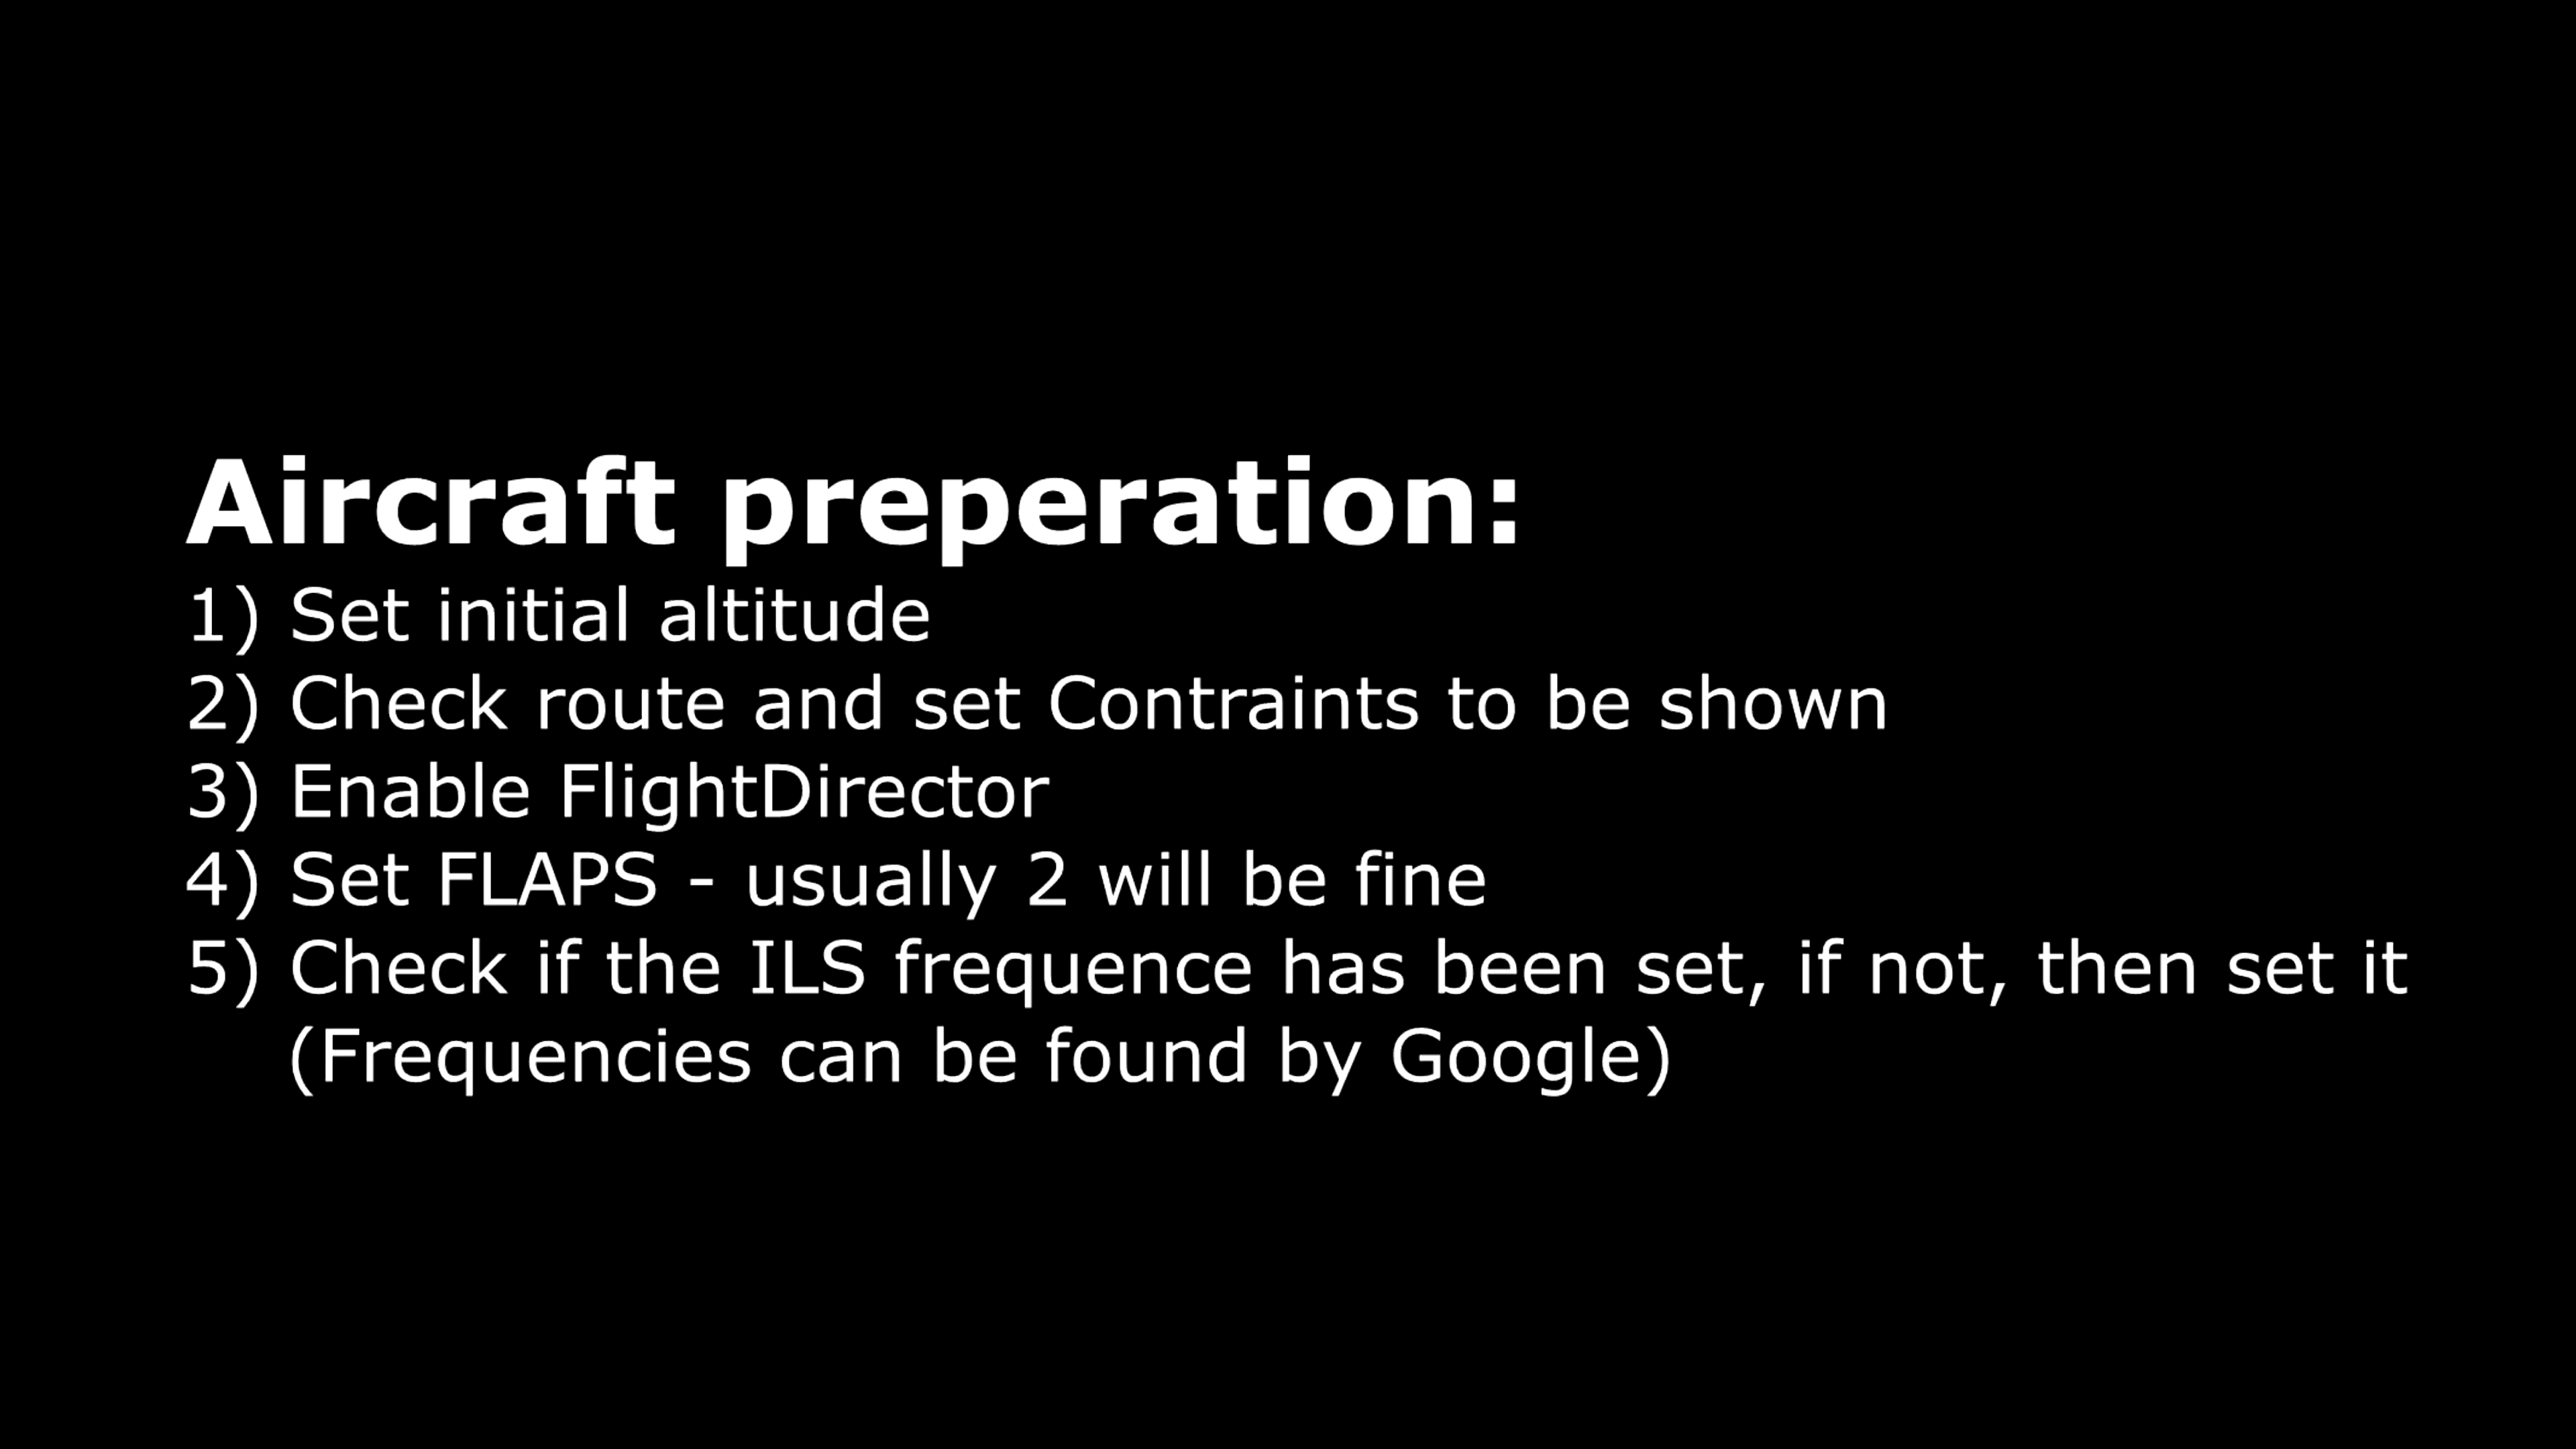 Aircraft preperation:
1) Set initial altitude
2) Check route and set Contraints to be shown
3) Enable FlightDirector
4) Set FLAPS - usually 2 will be fine
5) Check if the ILS frequence has been set, if not, then set it
(Frequencies can be found by Google)